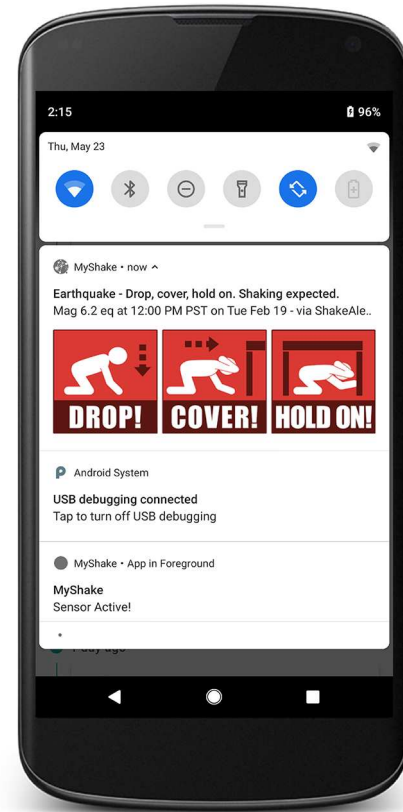 2:15
96%
Thu, May 23
MyShake • now
Earthquake - Drop, cover, hold on. Shaking expected.
Mag 6.2 eq at 12:00 PM PST on Tue Feb 19 - via ShakeAle..
DROP!
COVER!
HOLD ON!
Android System
USB debugging connected
Tap to turn off USB debugging
MyShake • App in Foreground
MyShake
Sensor Active!
1 day ago